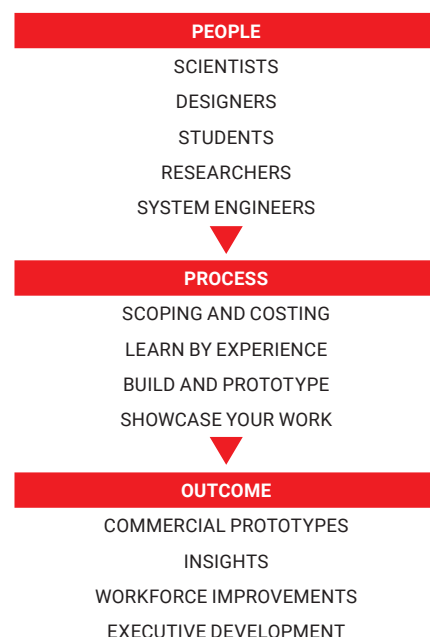 PEOPLE
SCIENTISTS
DESIGNERS
STUDENTS
RESEARCHERS
SYSTEM ENGINEERS
PROCESS
SCOPING AND COSTING
LEARN BY EXPERIENCE
BUILD AND PROTOTYPE
SHOWCASE YOUR WORK
OUTCOME
COMMERCIAL PROTOTYPES
INSIGHTS
WORKFORCE IMPROVEMENTS
EXECUTIVE DEVELOPMENT